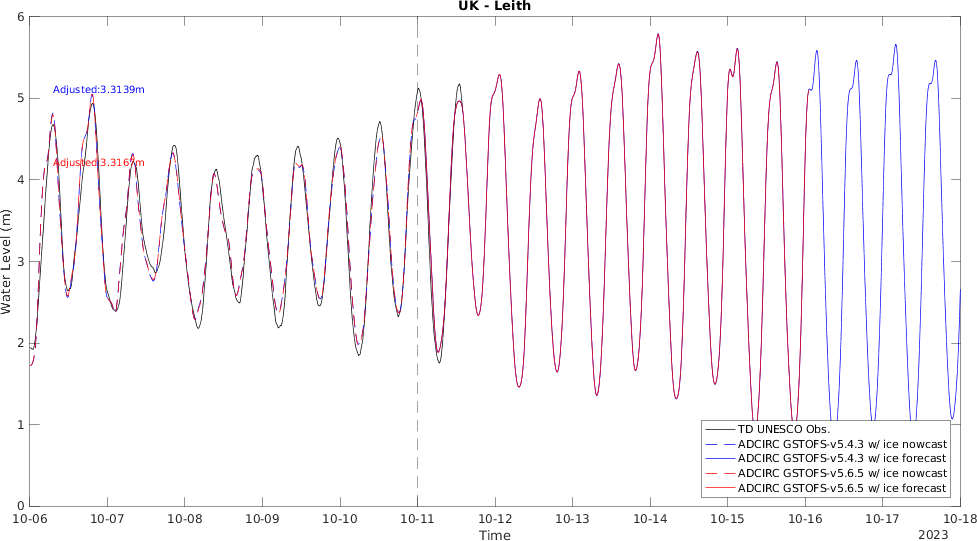 UK - Leith
6
5
4
3
2
1
0
Water Level (m)
Adjusted:3.3139m
Adjusted:3.3167m
TD UNESCO Obs.
ADCIRC GSTOFS-v5.4.3 w/ ice nowcast
ADCIRC GSTOFS-v5.4.3 w/ ice forecast
ADCIRC GSTOFS-v5.6.5 w/ ice nowcast
ADCIRC GSTOFS-v5.6.5 w/ ice forecast
10-06 10-07 10-08 10-09 10-10 10-11 10-12 10-13 10-14 10-15 10-16 10-17 10-18
Time
2023